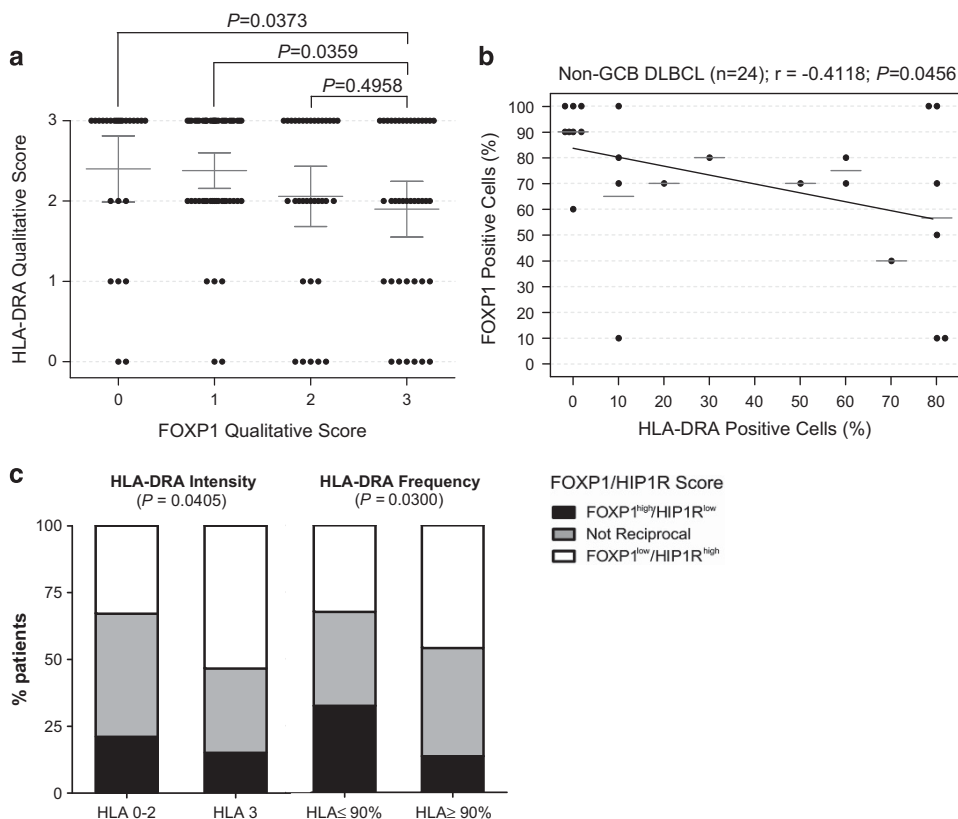 a
P=0.0373
P=0.0359
P=0.4958
HLA-DRA Qualitative Score
3
2
1
0
0 1 2 3
FOXP1 Qualitative Score
b
Non-GCB DLBCL (n=24); r = -0.4118; P=0.0456
FOXP1 Positive Cells (%)
100
90
80
70
60
50
40
30
20
10
0
0 10 20 30 40 50 60 70 80
HLA-DRA Positive Cells (%)
c
HLA-DRA Intensity
(P = 0.0405)
HLA-DRA Frequency
(P = 0.0300)
% patients
100
75
50
25
0
HLA 0-2 HLA 3 HLA≤ 90% HLA≥ 90%
FOXP1/HIP1R Score
FOXP1high/HIP1Rlow
Not Reciprocal
FOXP1low/HIP1Rhigh